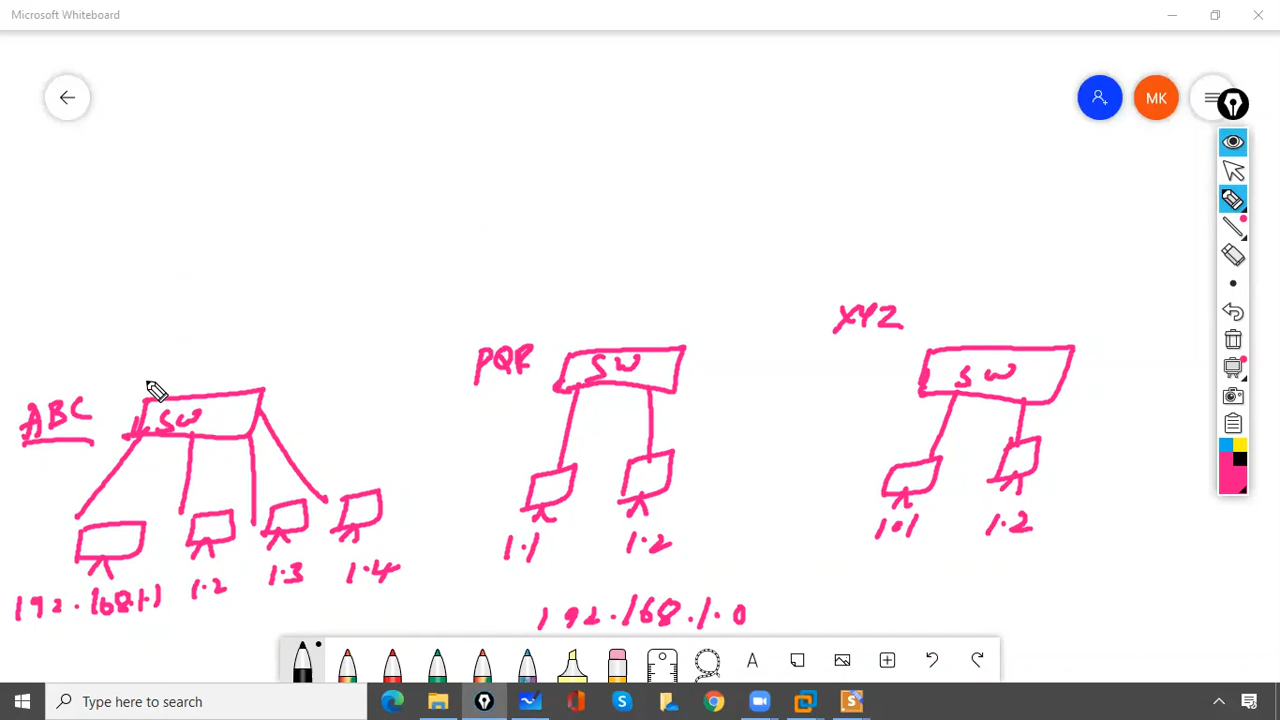 Microsoft Whiteboard
MK
XYZ
PQR
SW
SW
ABC
SW
1.1
1.2
1.1
1.2
192.168.1.1
1.2
1.3
1.4
192.168.1.0
A
Type here to search